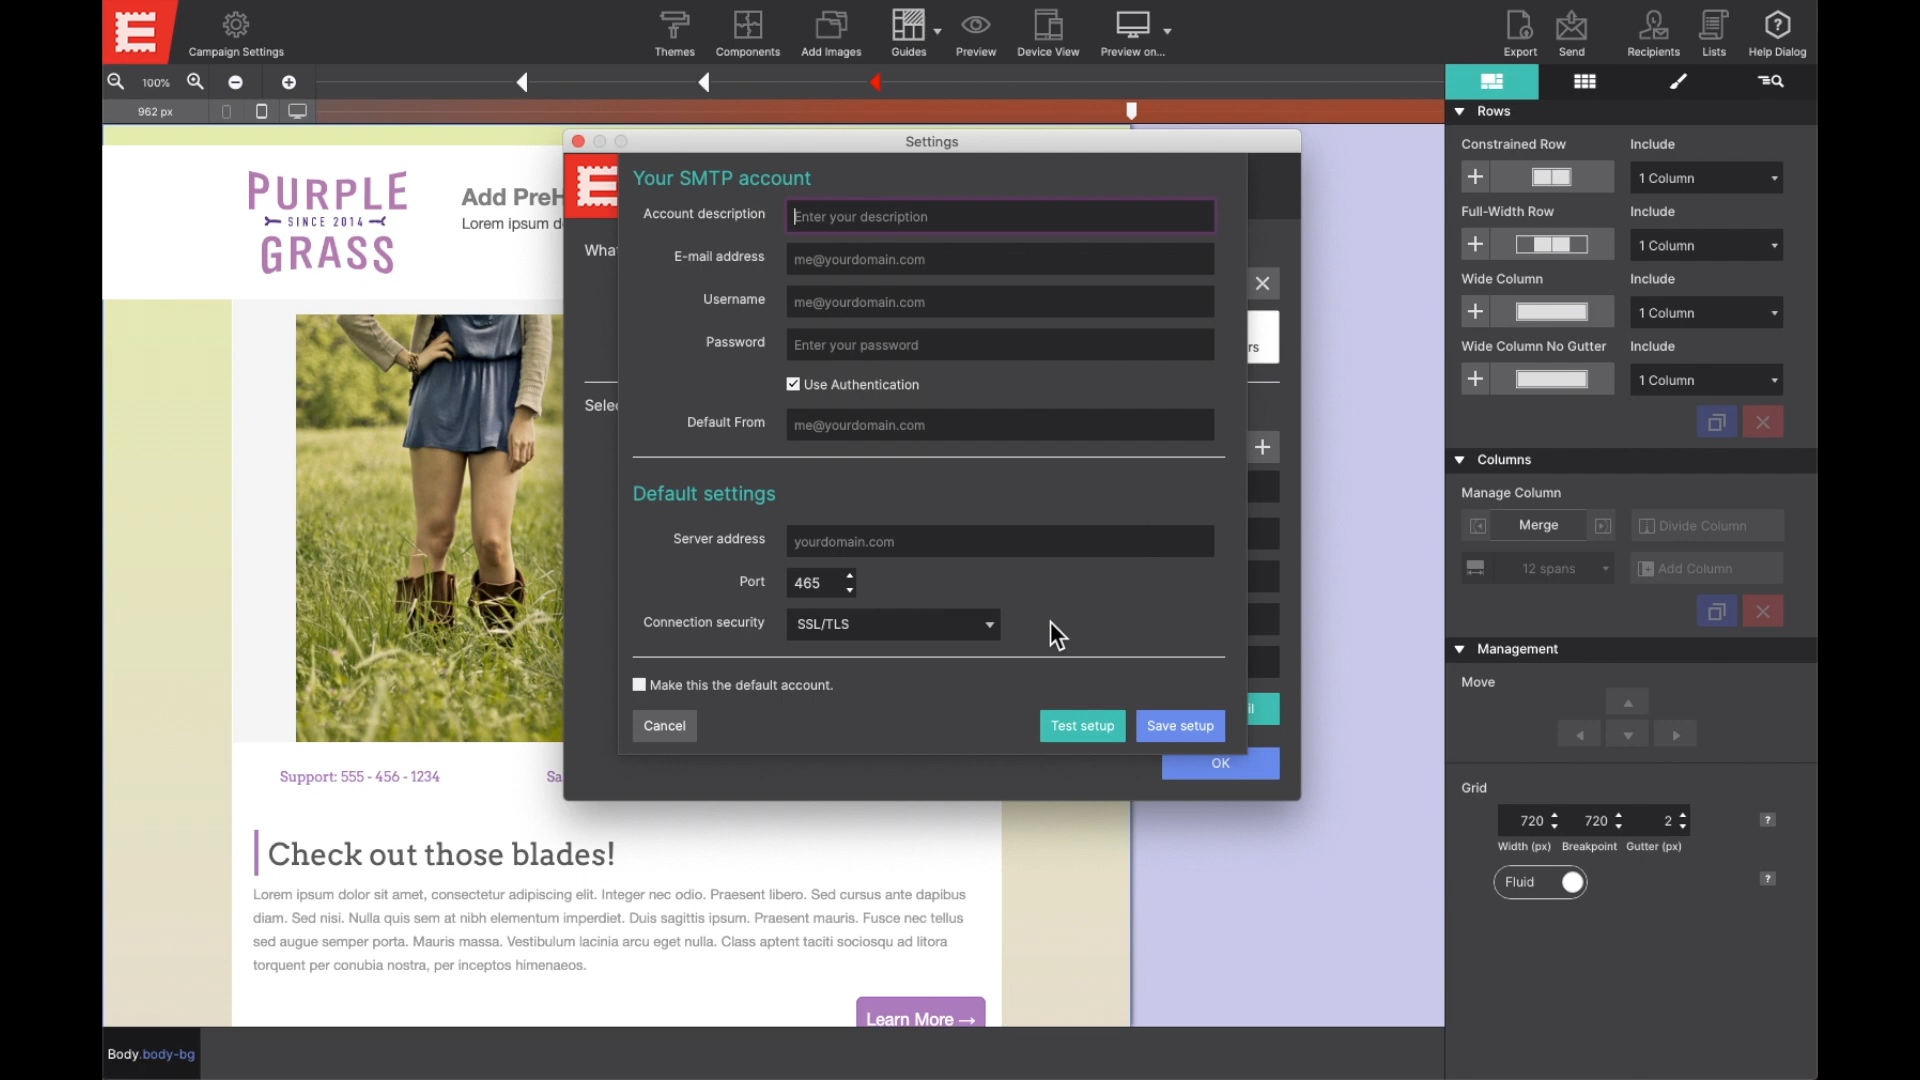 Campaign Settings
Themes
Components
Add Images
Guides
Preview
Device View
Preview on...
Export
Send
Recipients
Lists
Help Dialog
100%
962 px
Settings
PURPLE
SINCE 2014
GRASS
Add PreH
Lorem ipsum d
Your SMTP account
Account description
Enter your description
E-mail address
me@yourdomain.com
Username
me@yourdomain.com
Password
Enter your password
Use Authentication
Default From
me@yourdomain.com
Default settings
Server address
yourdomain.com
Port
465
Connection security
SSL/TLS
Make this the default account.
Cancel
Test setup
Save setup
OK
Support: 555 - 456 - 1234
Sa
Check out those blades!
Lorem ipsum dolor sit amet, consectetur adipiscing elit. Integer nec odio. Praesent libero. Sed cursus ante dapibus
diam. Sed nisi. Nulla quis sem at nibh elementum imperdiet. Duis sagittis ipsum. Praesent mauris. Fusce nec tellus
sed augue semper porta. Mauris massa. Vestibulum lacinia arcu eget nulla. Class aptent taciti sociosqu ad litora
torquent per conubia nostra, per inceptos himenaeos.
Learn More →
Body.body-bg
Rows
Constrained Row
Include
1 Column
Full-Width Row
Include
1 Column
Wide Column
Include
1 Column
Wide Column No Gutter
Include
1 Column
Columns
Manage Column
Merge
Divide Column
12 spans
Add Column
Management
Move
Grid
720 720 2
?
Width (px) Breakpoint Gutter (px)
Fluid
?